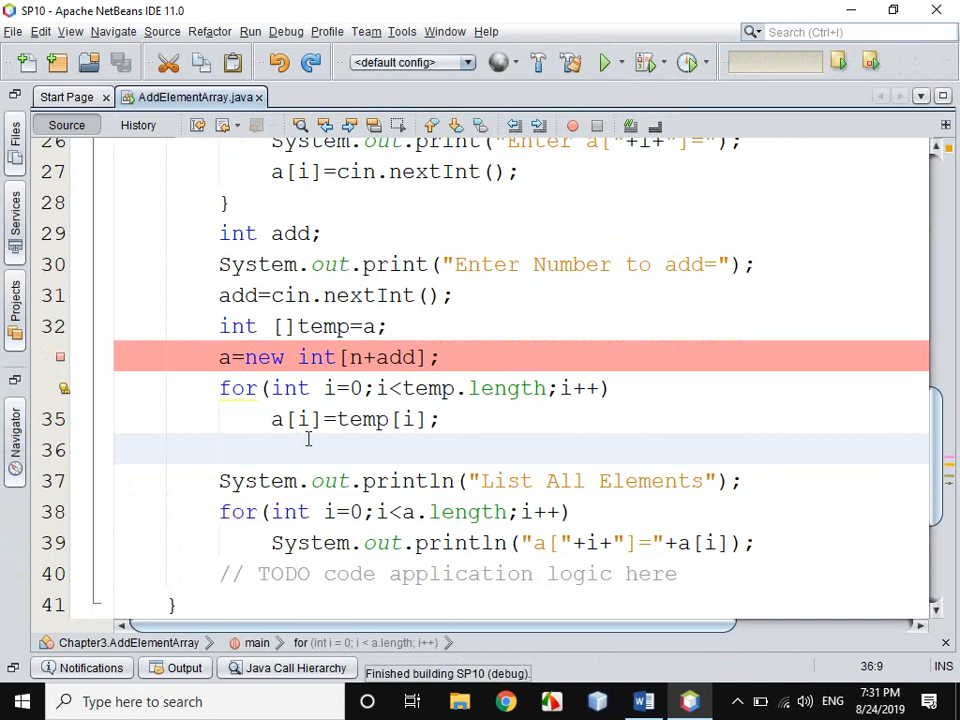 SP10 - Apache NetBeans IDE 11.0
File Edit View Navigate Source Refactor Run Debug Profile Team Tools Window Help
Search (Ctrl+I)
<default config>
Start Page
AddElementArray.java
Source History
Files
Services
Projects
Navigator
26 System.out.print("Enter a["+i+"]=");
27 a[i]=cin.nextInt();
28 }
29 int add;
30 System.out.print("Enter Number to add=");
31 add=cin.nextInt();
32 int []temp=a;
a=new int[n+add];
for(int i=0;i<temp.length;i++)
35 a[i]=temp[i];
36
37 System.out.println("List All Elements");
38 for(int i=0;i<a.length;i++)
39 System.out.println("a["+i+"]="+a[i]);
40 // TODO code application logic here
41 }
Chapter3.AddElementArray main for (int i = 0; i < a.length; i++)
Notifications Output Java Call Hierarchy Finished building SP10 (debug). 36:9 INS
Type here to search
ENG
7:31 PM
8/24/2019